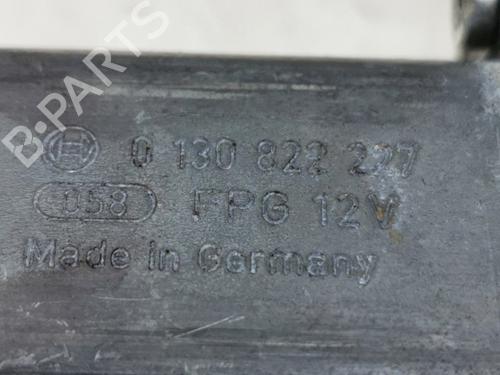 B-PARTS
0 130 822 227
058 FPG 12V
Made in Germany